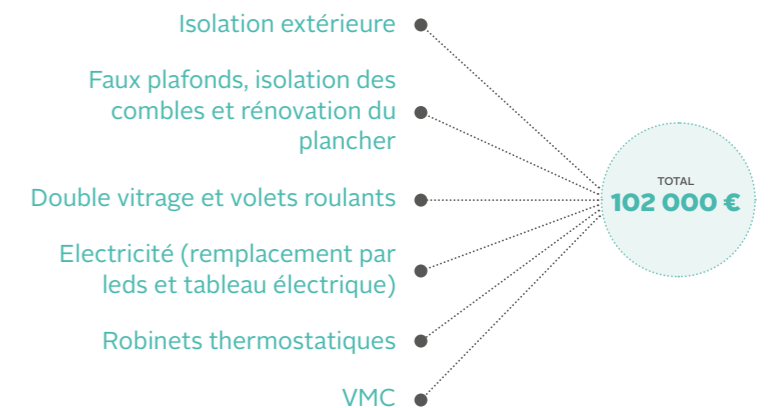 Isolation extérieure
Faux plafonds, isolation des
combles et rénovation du
plancher
Double vitrage et volets roulants
Electricité (remplacement par
leds et tableau électrique)
Robinets thermostatiques
VMC
TOTAL
102 000 €